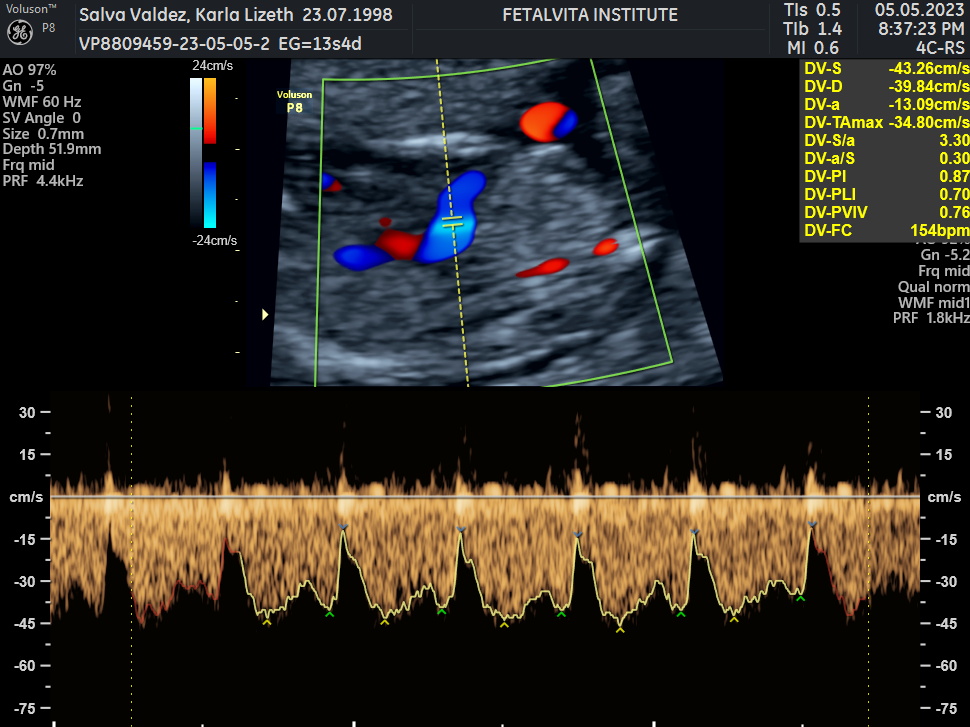 Voluson™
P8
Salva Valdez, Karla Lizeth 23.07.1998
VP8809459-23-05-05-2 EG=13s4d
FETALVITA INSTITUTE
TIs 0.5
TIb 1.4
MI 0.6
05.05.2023
8:37:23 PM
4C-RS
AO 97%
Gn -5
WMF 60 Hz
SV Angle 0
Size 0.7mm
Depth 51.9mm
Frq mid
PRF 4.4kHz
24cm/s
-24cm/s
Voluson
P8
DV-S -43.26cm/s
DV-D -39.84cm/s
DV-a -13.09cm/s
DV-TAmax -34.80cm/s
DV-S/a 3.30
DV-a/S 0.30
DV-PI 0.87
DV-PLI 0.70
DV-PVIV 0.76
DV-FC 154bpm
Gn -5.2
Frq mid
Qual norm
WMF mid1
PRF 1.8kHz
30 30
15 15
cm/s cm/s
-15 -15
-30 -30
-45 -45
-60 -60
-75 -75